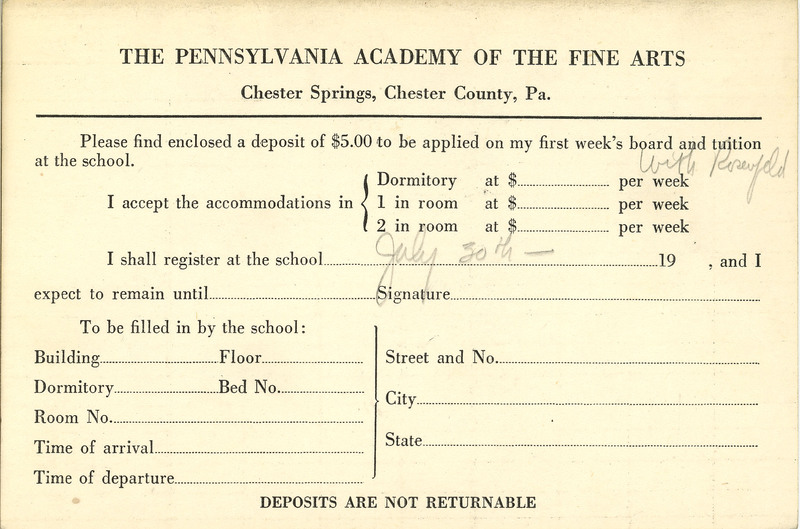 THE PENNSYLVANIA ACADEMY OF THE FINE ARTS
Chester Springs, Chester County, Pa.
Please find enclosed a deposit of $5.00 to be applied on my first week's board and tuition
at the school.
With Rosenfeld
I accept the accommodations in { Dormitory at $ per week
1 in room at $ per week
2 in room at $ per week
I shall register at the school July 30th — 19 , and I
expect to remain until Signature
To be filled in by the school:
Building Floor
Dormitory Bed No.
Room No.
Time of arrival
Time of departure
Street and No.
City
State
DEPOSITS ARE NOT RETURNABLE